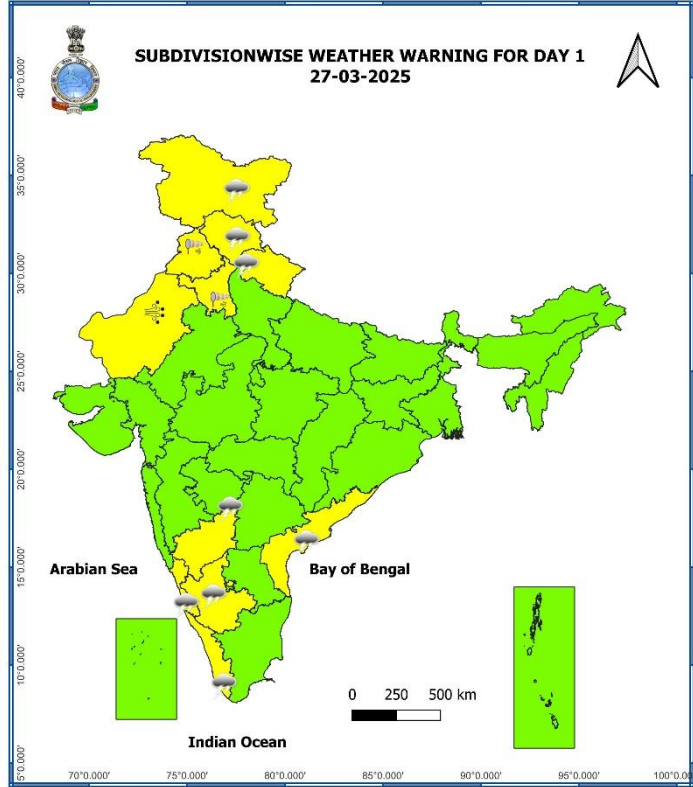 SUBDIVISIONWISE WEATHER WARNING FOR DAY 1
27-03-2025
40°0.000'
35°0.000'
30°0.000'
25°0.000'
20°0.000'
15°0.000'
10°0.000'
5°0.000'
Arabian Sea
Bay of Bengal
0 250 500 km
Indian Ocean
70°0.000' 75°0.000' 80°0.000' 85°0.000' 90°0.000' 95°0.000' 100°0.00